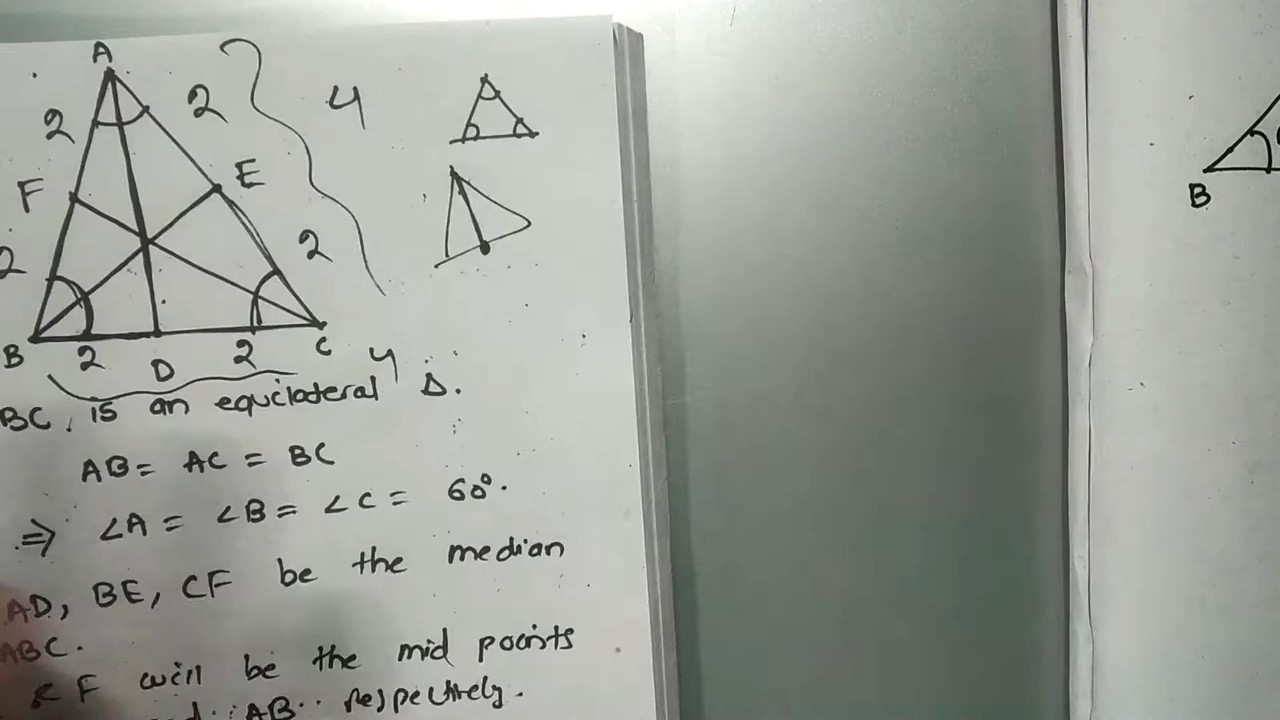 A
2
2
4
F
E
2
2
B
2
D
2
C
4
B
BC, is an equilateral Δ.
AB = AC = BC
⇒ ∠A = ∠B = ∠C = 60°.
AD, BE, CF be the median
ABC.
& F will be the mid points
AB.. respectively.